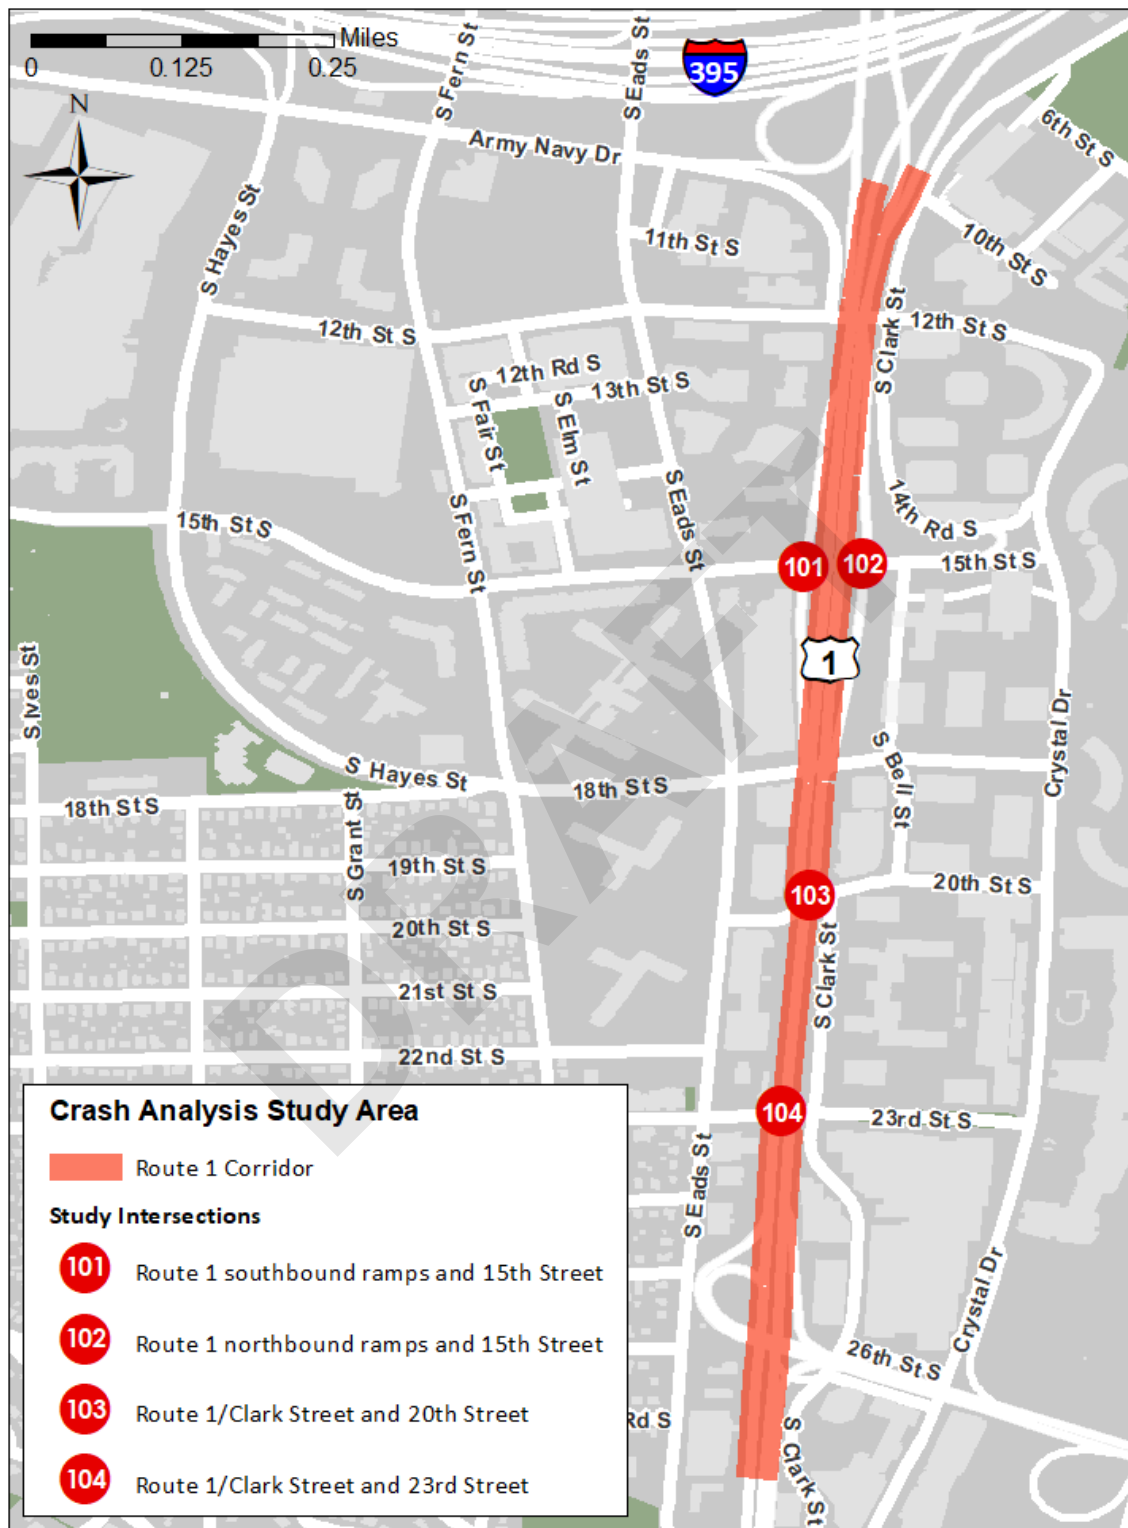 Miles
0 0.125 0.25
N
395
S Fern St
S Eads St
Army Navy Dr
6th St S
S Hayes St
11th St S
10th St S
12th St S
S Clark St
12th St S
12th Rd S
13th St S
S Fair St
S Elm St
15th St S
S Fern St
S Eads St
14th Rd S
101
102
15th St S
1
S Ives St
S Bell St
Crystal Dr
S Hayes St
18th St S
18th St S
S Grant St
19th St S
103
20th St S
20th St S
S Clark St
21st St S
22nd St S
104
23rd St S
S Eads St
Crystal Dr
26th St S
Rd S
S Clark St
DRAFT
Crash Analysis Study Area
Route 1 Corridor
Study Intersections
101 Route 1 southbound ramps and 15th Street
102 Route 1 northbound ramps and 15th Street
103 Route 1/Clark Street and 20th Street
104 Route 1/Clark Street and 23rd Street